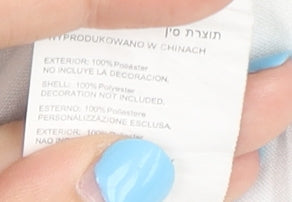 תוצרת סין
WYPRODUKOWANO W CHINACH
EXTERIOR: 100% Poliéster
NO INCLUYE LA DECORACIÓN.
SHELL: 100% Polyester
DECORATION NOT INCLUDED.
ESTERNO: 100% Poliestere
PERSONALIZZAZIONE ESCLUSA.
EXTERIOR: 100%
NAO